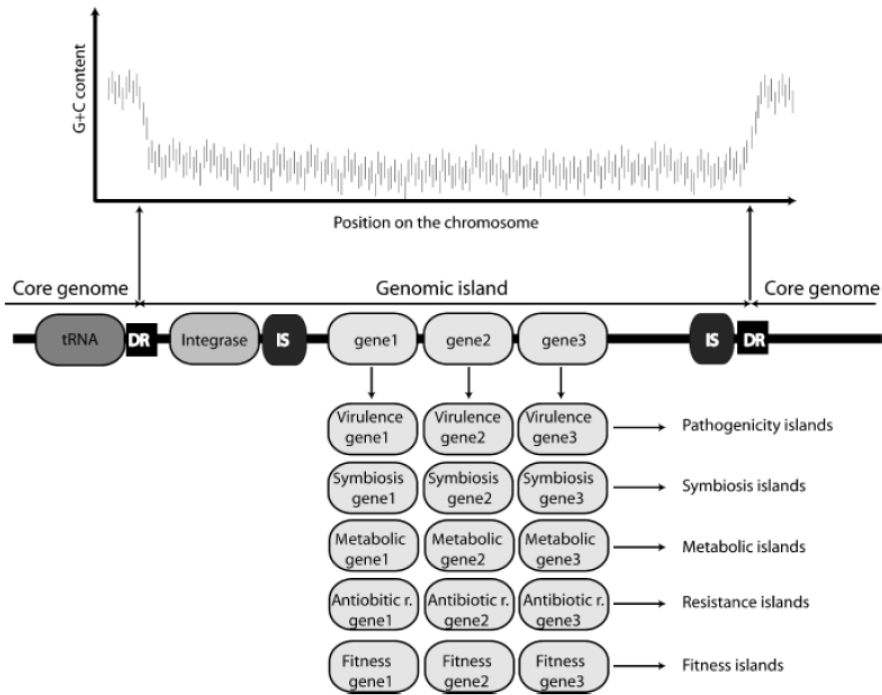 G+C content
Position on the chromosome
Core genome
Genomic island
Core genome
tRNA
DR
Integrase
IS
gene1
gene2
gene3
IS
DR
Virulence
gene1
Virulence
gene2
Virulence
gene3
Pathogenicity islands
Symbiosis
gene1
Symbiosis
gene2
Symbiosis
gene3
Symbiosis islands
Metabolic
gene1
Metabolic
gene2
Metabolic
gene3
Metabolic islands
Antiobitic r.
gene1
Antibiotic r.
gene2
Antibiotic r.
gene3
Resistance islands
Fitness
gene1
Fitness
gene2
Fitness
gene3
Fitness islands